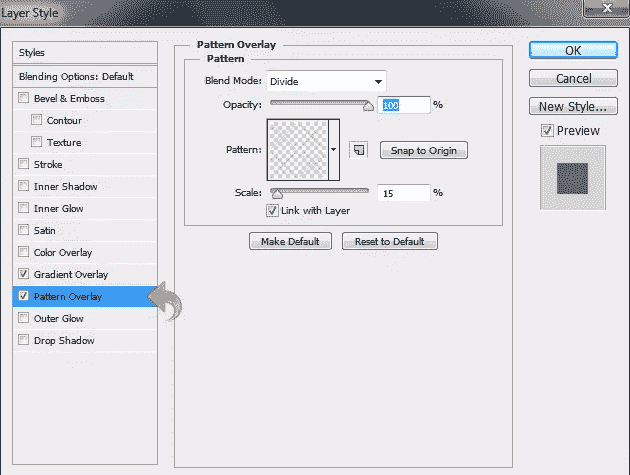 Layer Style
Styles
Blending Options: Default
Bevel & Emboss
Contour
Texture
Stroke
Inner Shadow
Inner Glow
Satin
Color Overlay
Gradient Overlay
Pattern Overlay
Outer Glow
Drop Shadow
Pattern Overlay
Pattern
Blend Mode: Divide
Opacity: 100 %
Pattern: Snap to Origin
Scale: 15 %
Link with Layer
Make Default Reset to Default
OK
Cancel
New Style...
Preview